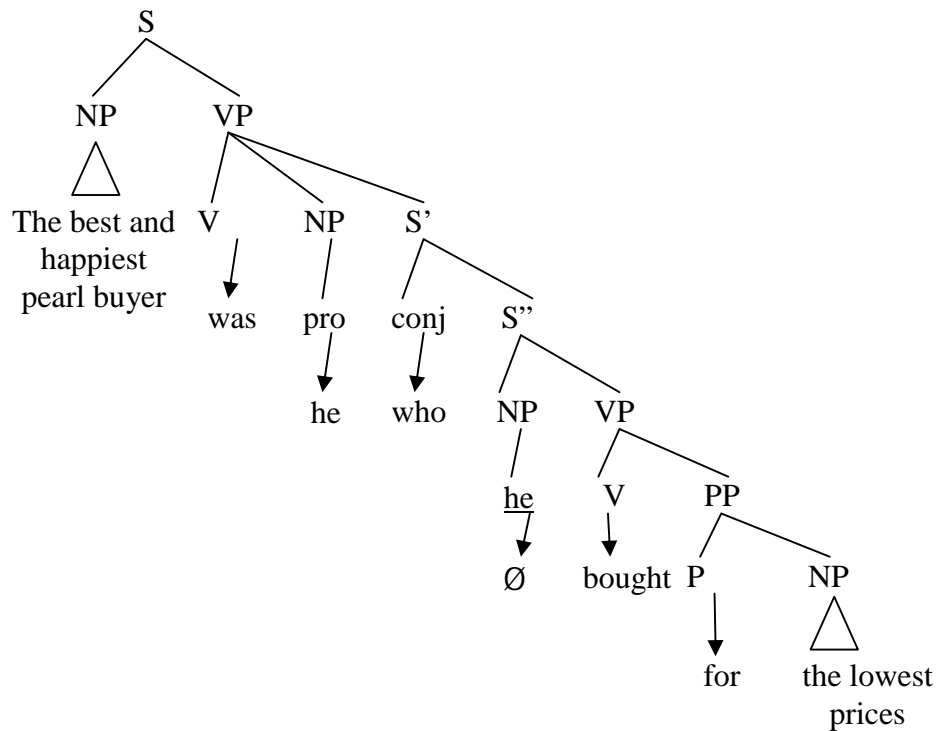 S
NP VP
V NP S’
The best and
happiest
pearl buyer
was pro conj S”
he who NP VP
he V PP
Ø bought P NP
for the lowest
prices